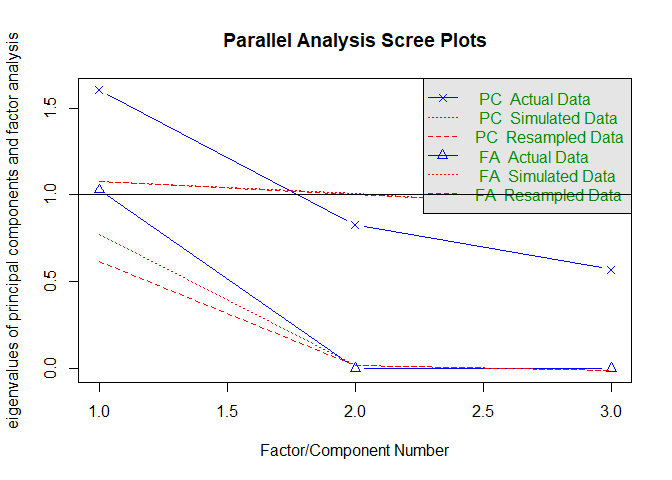 Parallel Analysis Scree Plots
eigenvalues of principal components and factor analysis
1.5
1.0
0.5
0.0
PC Actual Data
PC Simulated Data
PC Resampled Data
FA Actual Data
FA Simulated Data
FA Resampled Data
1.0 1.5 2.0 2.5 3.0
Factor/Component Number